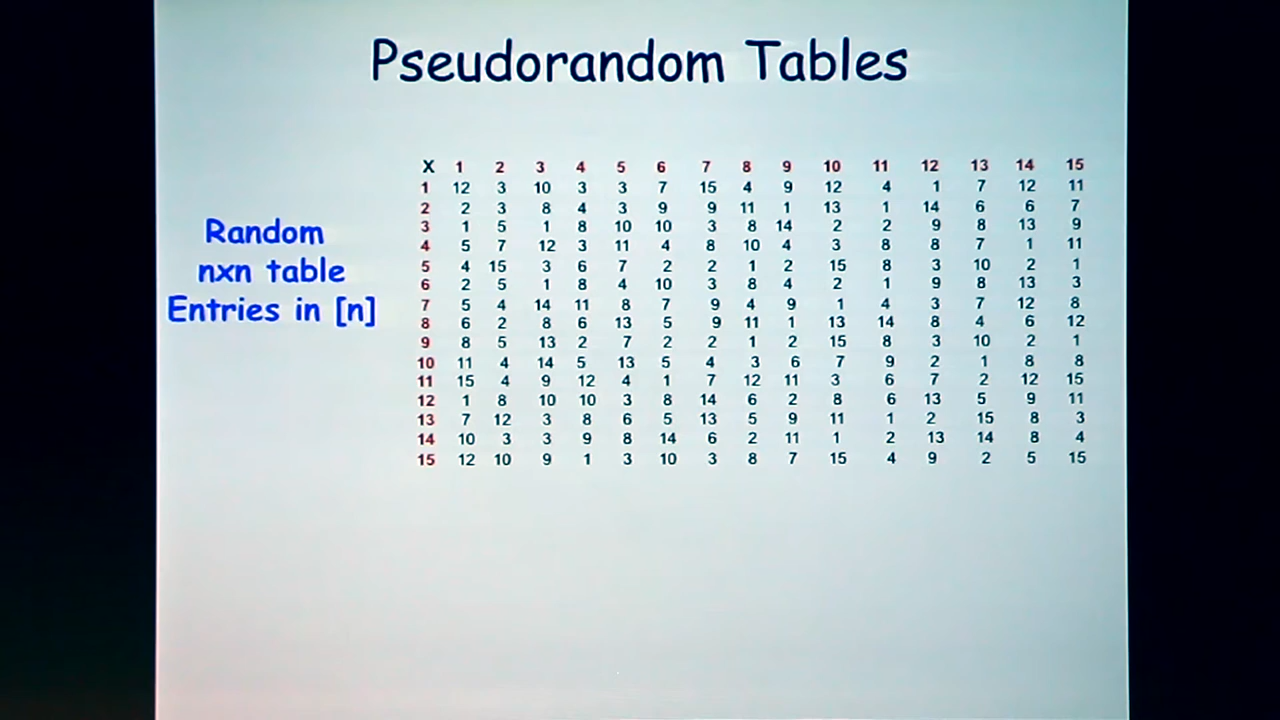 Pseudorandom Tables
Random
nxn table
Entries in [n]
X 1 2 3 4 5 6 7 8 9 10 11 12 13 14 15
1 12 3 10 3 3 7 15 4 9 12 4 1 7 12 11
2 2 3 8 4 3 9 9 11 1 13 1 14 6 6 7
3 1 5 1 8 10 10 3 8 14 2 2 9 8 13 9
4 5 7 12 3 11 4 8 10 4 3 8 8 7 1 11
5 4 15 3 6 7 2 2 1 2 15 8 3 10 2 1
6 2 5 1 8 4 10 3 8 4 2 1 9 8 13 3
7 5 4 14 11 8 7 9 4 9 1 4 3 7 12 8
8 6 2 8 6 13 5 9 11 1 13 14 8 4 6 12
9 8 5 13 2 7 2 2 1 2 15 8 3 10 2 1
10 11 4 14 5 13 5 4 3 6 7 9 2 1 8 8
11 15 4 9 12 4 1 7 12 11 3 6 7 2 12 15
12 1 8 10 10 3 8 14 6 2 8 6 13 5 9 11
13 7 12 3 8 6 5 13 5 9 11 1 2 15 8 3
14 10 3 3 9 8 14 6 2 11 1 2 13 14 8 4
15 12 10 9 1 3 10 3 8 7 15 4 9 2 5 15